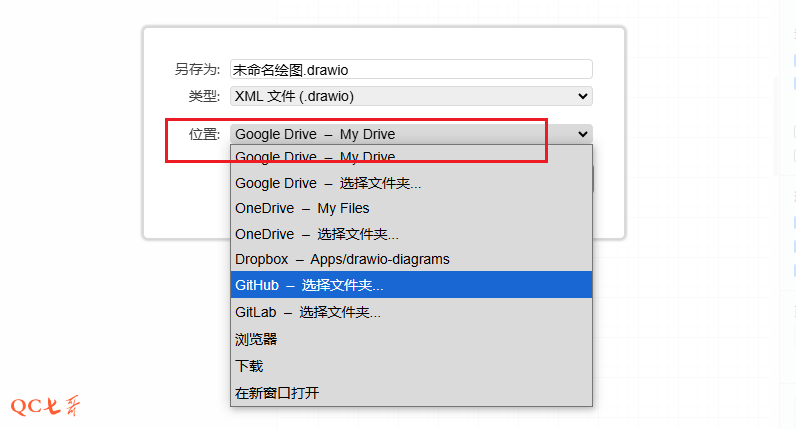 另存为: 未命名绘图.drawio
类型: XML 文件 (.drawio)
位置: Google Drive – My Drive
Google Drive – My Drive
Google Drive – 选择文件夹...
OneDrive – My Files
OneDrive – 选择文件夹...
Dropbox – Apps/drawio-diagrams
GitHub – 选择文件夹...
GitLab – 选择文件夹...
浏览器
下载
在新窗口打开
QC七哥